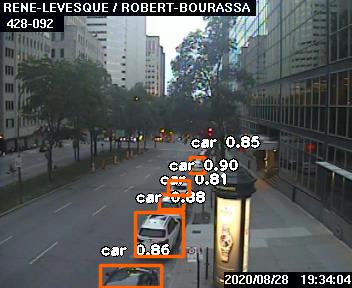 RENE-LEVESQUE / ROBERT-BOURASSA
428-092
car 0.85
car 0.90
car 0.81
car 0.88
car 0.86
2020/08/28 19:34:04